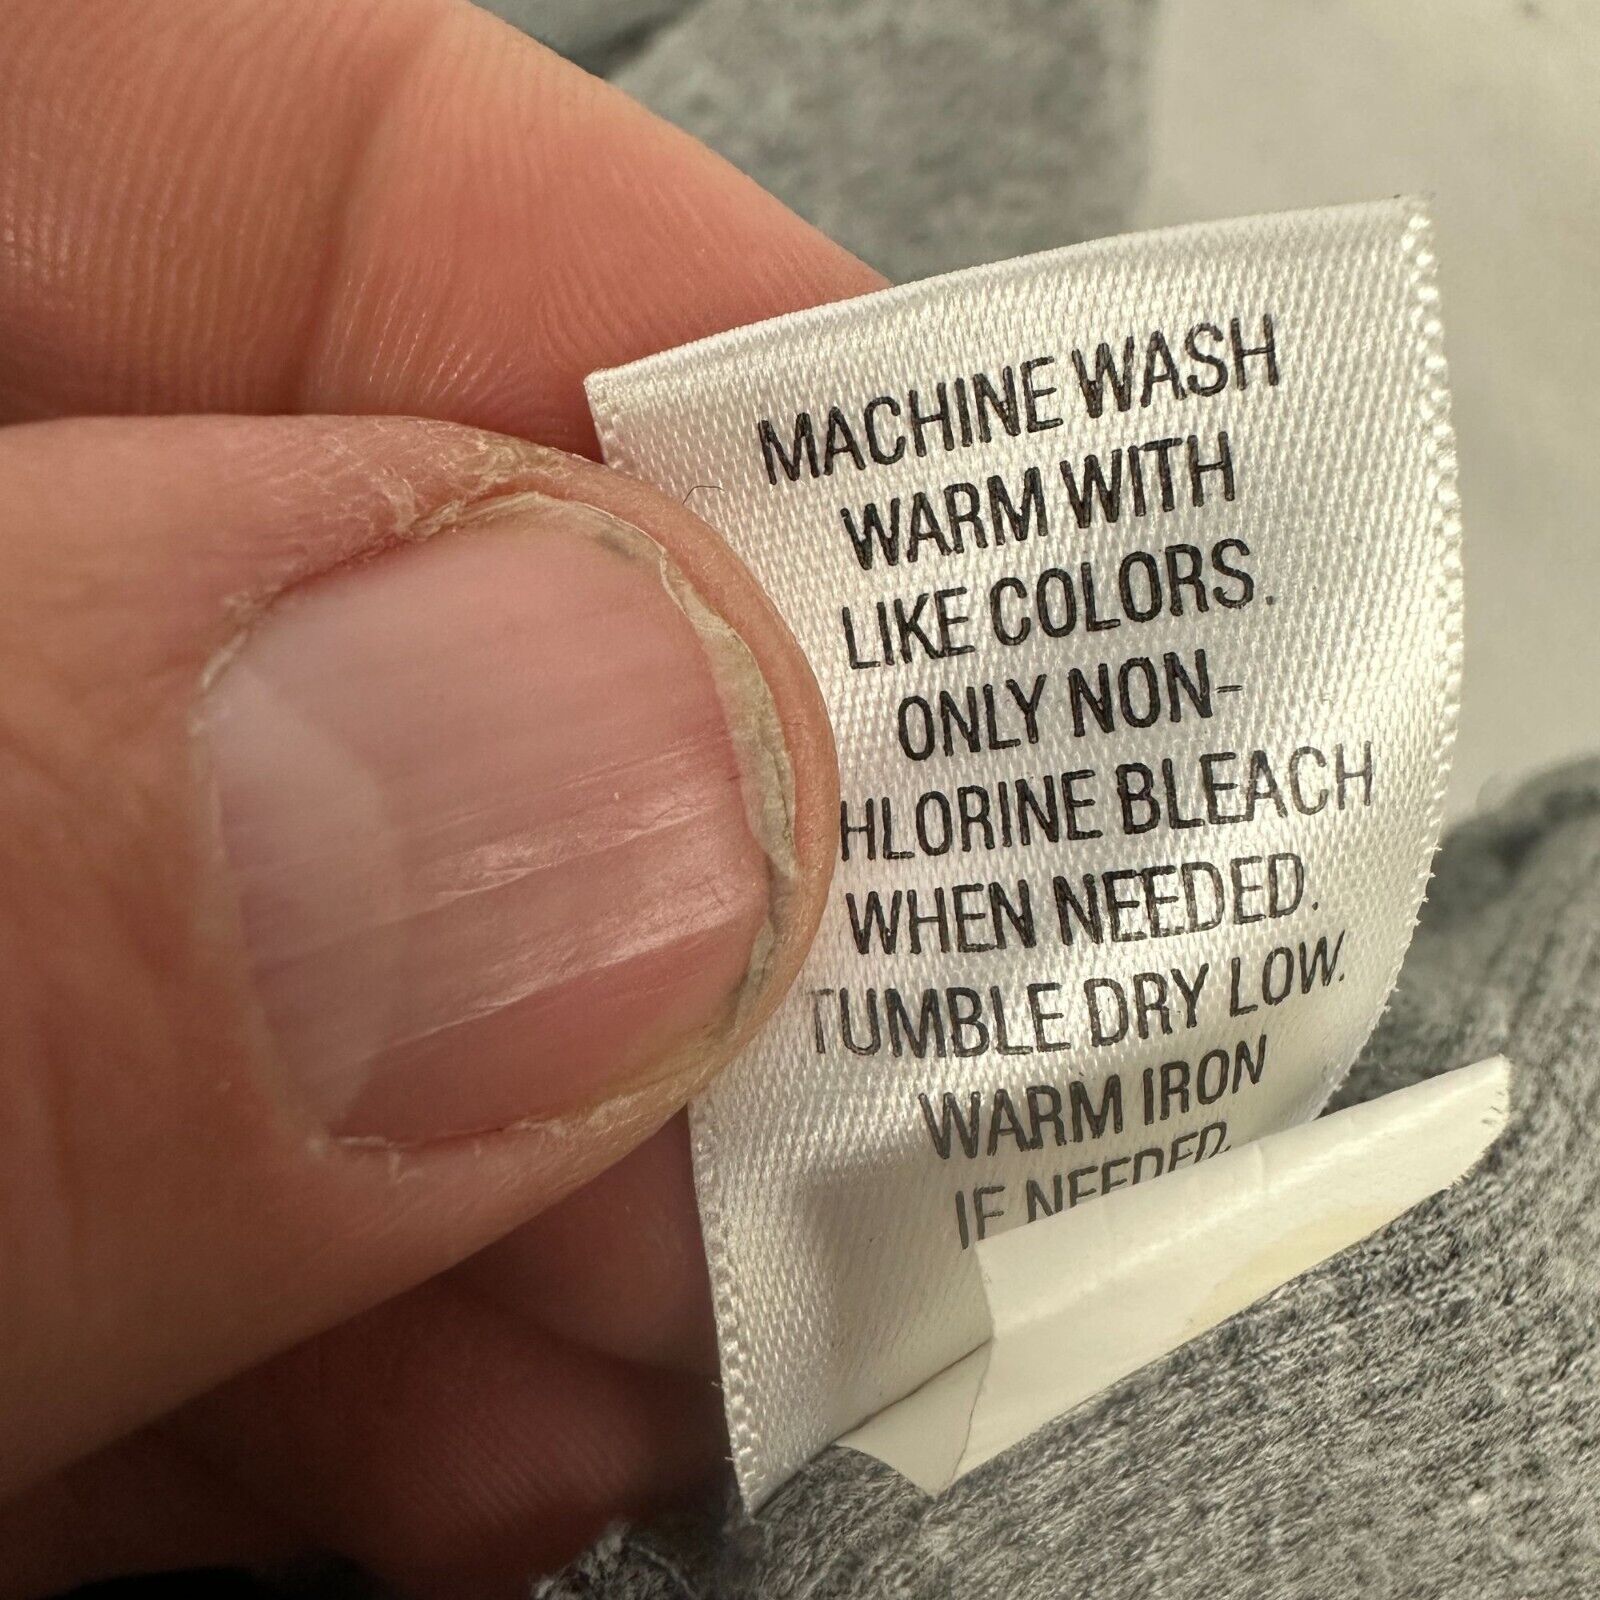 MACHINE WASH
WARM WITH
LIKE COLORS.
ONLY NON-
HLORINE BLEACH
WHEN NEEDED.
TUMBLE DRY LOW.
WARM IRON
IF NEEDED.